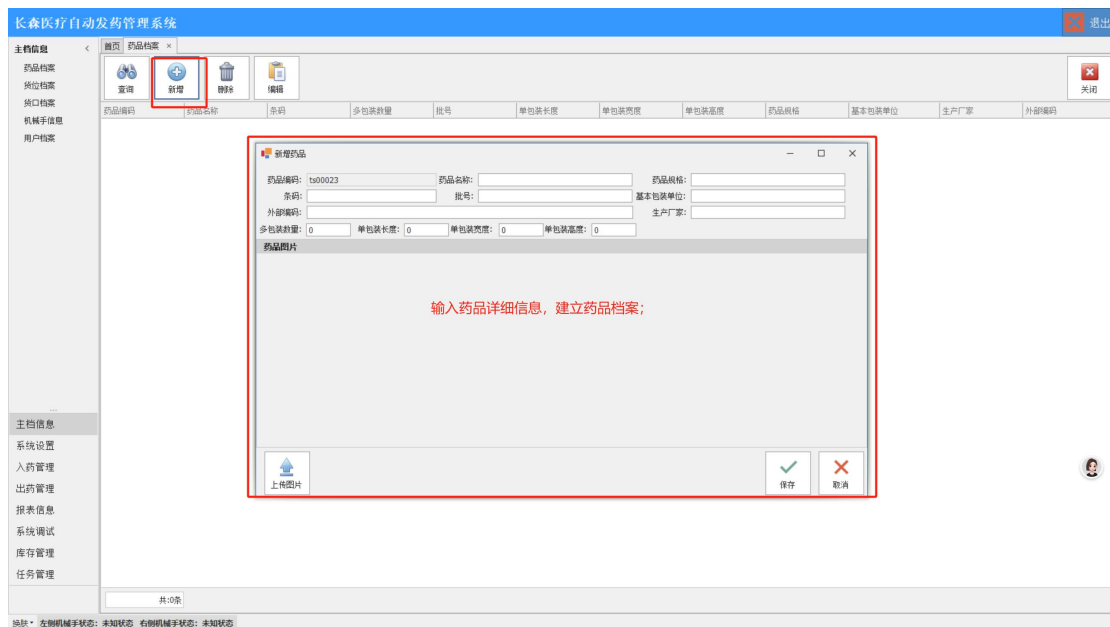 长森医疗自动发药管理系统 退出
主档信息 <
首页 药品档案 ×
药品档案
货位档案
货口档案
机械手信息
用户档案
查询 新增 删除 编辑 关闭
药品编码 药品名称 条码 多包装数量 批号 单包装长度 单包装宽度 单包装高度 药品规格 基本包装单位 生产厂家 外部编码
新增药品
药品编码: ts00023 药品名称: 药品规格:
条码: 批号: 基本包装单位:
外部编码: 生产厂家:
多包装数量: 0 单包装长度: 0 单包装宽度: 0 单包装高度: 0
药品图片
输入药品详细信息，建立药品档案；
上传图片 保存 取消
主档信息
系统设置
入药管理
出药管理
报表信息
系统调试
库存管理
任务管理
共:0条
换肤 左侧机械手状态: 未知状态 右侧机械手状态: 未知状态